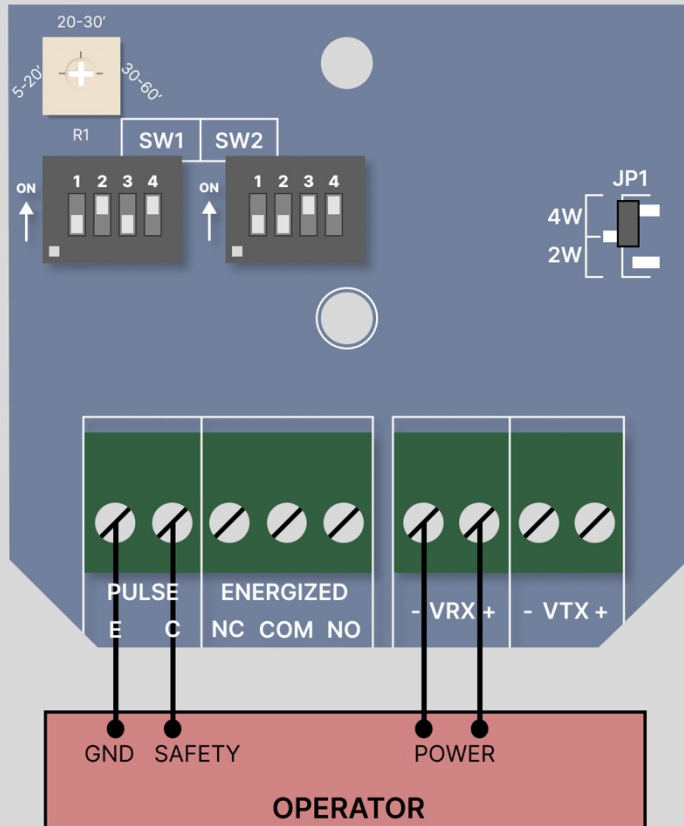 20-30'
5-20'
30-60'
R1
SW1 SW2
ON 1 2 3 4
ON 1 2 3 4
JP1
4W
2W
PULSE ENERGIZED
- VRX + - VTX +
E C NC COM NO
GND SAFETY POWER
OPERATOR